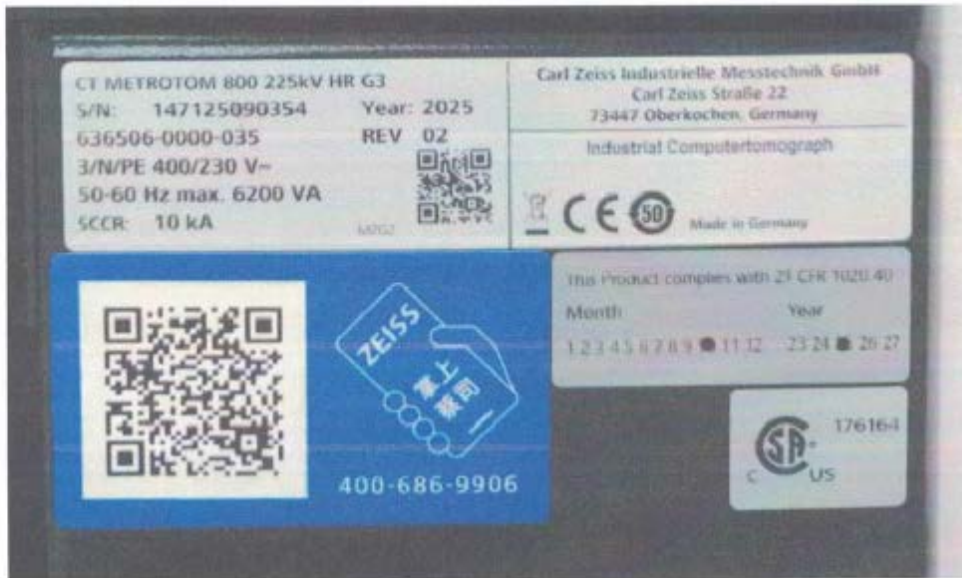 CT METROTOM 800 225kV HR G3
S/N: 147125090354 Year: 2025
636506-0000-035 REV 02
3/N/PE 400/230 V~
50-60 Hz max. 6200 VA
SCCR: 10 kA
Carl Zeiss Industrielle Messtechnik GmbH
Carl Zeiss Straße 22
73447 Oberkochen, Germany
Industrial Computertomograph
CE 50 Made in Germany
This Product complies with 21 CFR 1020.40
Month Year
1 2 3 4 5 6 7 8 9 11 12 23 24 26 27
ZEISS
掌上
蔡司
400-686-9906
CSA® 176164
C US